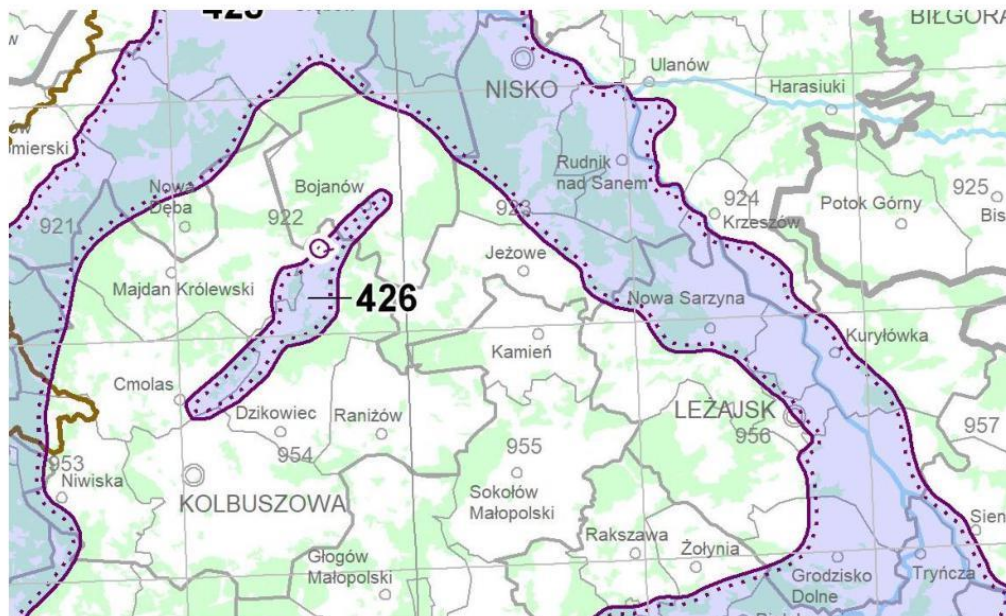 425
BIŁGORA
NISKO
Ulanów
Harasiuki
mierski
Rudnik
nad Sanem
Nowa
Dęba
Bojanów
921
922
923
924
925
Krzeszów
Potok Górny
Jeżowe
Majdan Królewski
426
Nowa Sarzyna
Kamień
Kuryłówka
Cmolas
Dzikowiec
Raniżów
LEŻAJSK
953
954
955
956
957
Niwiska
KOLBUSZOWA
Sokołów
Małopolski
Głogów
Małopolski
Rakszawa
Żołynia
Grodzisko
Dolne
Tryńcza
Sien